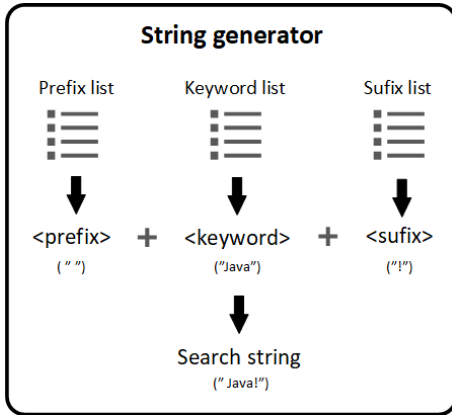 String generator
Prefix list Keyword list Sufix list
<prefix> + <keyword> + <sufix>
(" ") ("Java") ("!")
Search string
(" Java!")